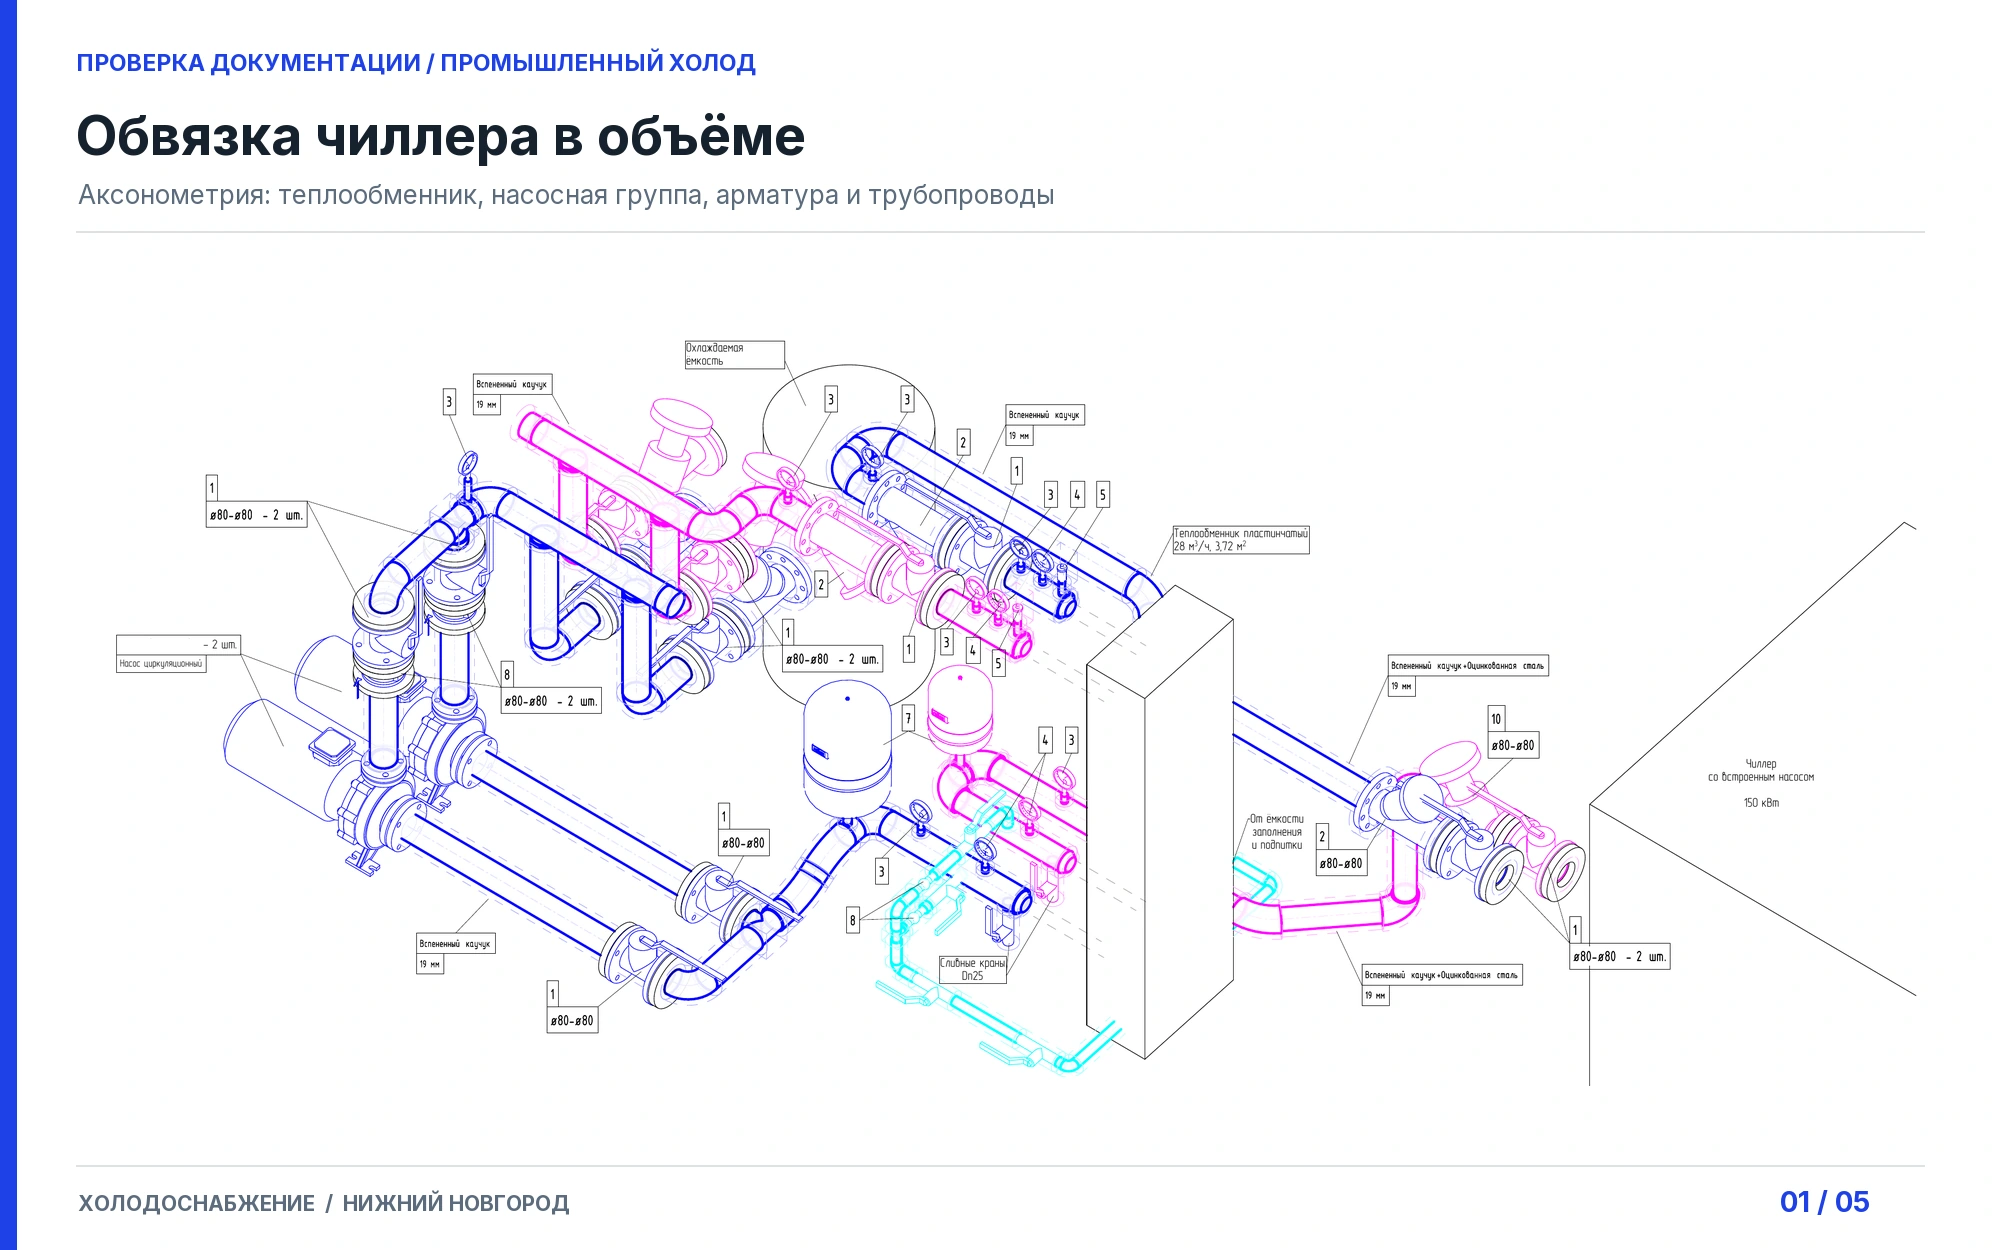 ПРОВЕРКА ДОКУМЕНТАЦИИ / ПРОМЫШЛЕННЫЙ ХОЛОД
Обвязка чиллера в объёме
Аксонометрия: теплообменник, насосная группа, арматура и трубопроводы
Охлаждаемая
ёмкость
Вспененный каучук
19 мм
3
3
3
Вспененный каучук
19 мм
2
1
3
4
5
1
ø80-ø80 - 2 шт.
Теплообменник пластинчатый
28 м³/ч, 3,72 м²
2
1
ø80-ø80 - 2 шт.
1
3
4
5
- 2 шт.
Насос циркуляционный
8
ø80-ø80 - 2 шт.
Вспененный каучук+Оцинкованная сталь
19 мм
7
4
3
10
ø80-ø80
Чиллер
со встроенным насосом
150 кВт
1
ø80-ø80
От ёмкости
заполнения
и подпитки
2
ø80-ø80
3
8
1
ø80-ø80 - 2 шт.
Вспененный каучук
19 мм
Сливные краны
Dn25
Вспененный каучук+Оцинкованная сталь
19 мм
1
ø80-ø80
ХОЛОДОСНАБЖЕНИЕ / НИЖНИЙ НОВГОРОД
01 / 05